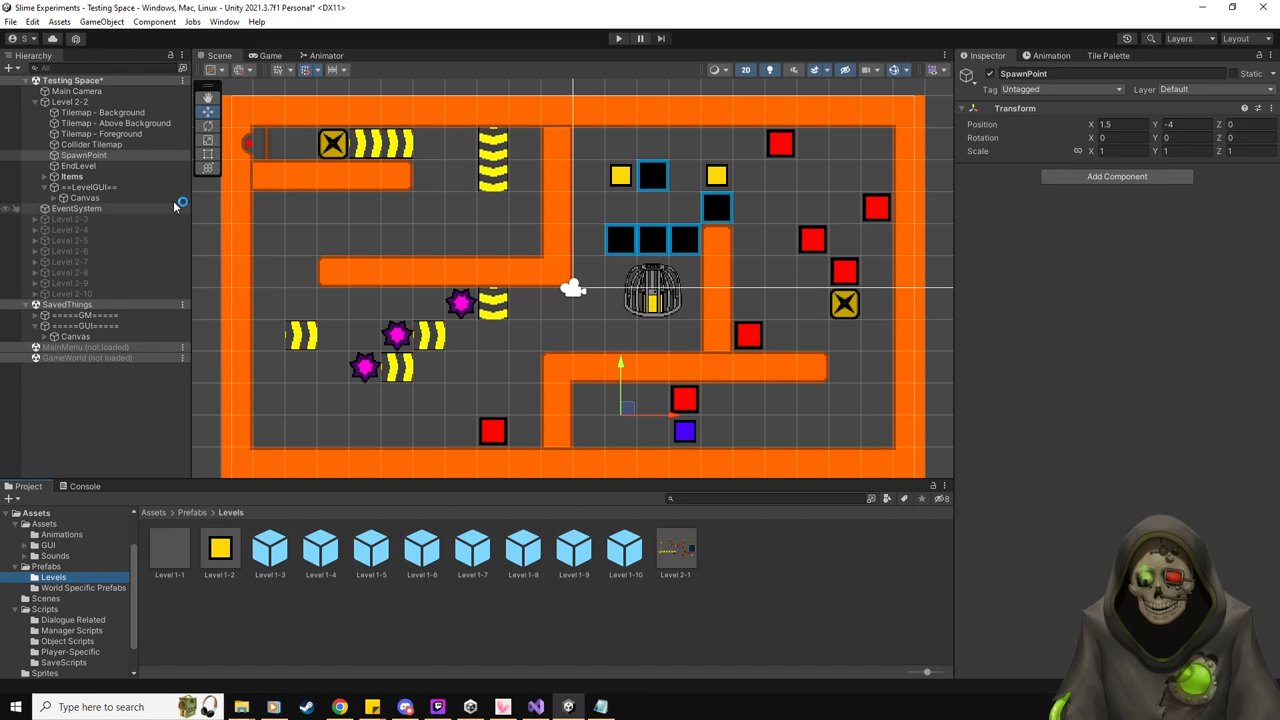 Slime Experiments - Testing Space - Windows, Mac, Linux - Unity 2021.3.7f1 Personal* <DX11>
File Edit Assets GameObject Component Jobs Window Help
S Layers Layout
Hierarchy Scene Game Animator Inspector Animation Tile Palette
All 2D
Testing Space*
Main Camera
Level 2-2
Tilemap - Background
Tilemap - Above Background
Tilemap - Foreground
Collider Tilemap
SpawnPoint
EndLevel
Items
==LevelGUI==
Canvas
EventSystem
Level 2-3
Level 2-4
Level 2-5
Level 2-6
Level 2-7
Level 2-8
Level 2-9
Level 2-10
SavedThings
=====GM=====
=====GUI=====
Canvas
MainMenu (not loaded)
GameWorld (not loaded)
SpawnPoint Static
Tag Untagged Layer Default
Transform
Position X 1.5 Y -4 Z 0
Rotation X 0 Y 0 Z 0
Scale X 1 Y 1 Z 1
Add Component
Project Console
8
Assets
Assets
Animations
GUI
Sounds
Prefabs
Levels
World Specific Prefabs
Scenes
Scripts
Dialogue Related
Manager Scripts
Object Scripts
Player-Specific
SaveScripts
Sprites
Assets > Prefabs > Levels
Level 1-1 Level 1-2 Level 1-3 Level 1-4 Level 1-5 Level 1-6 Level 1-7 Level 1-8 Level 1-9 Level 1-10 Level 2-1
Type here to search